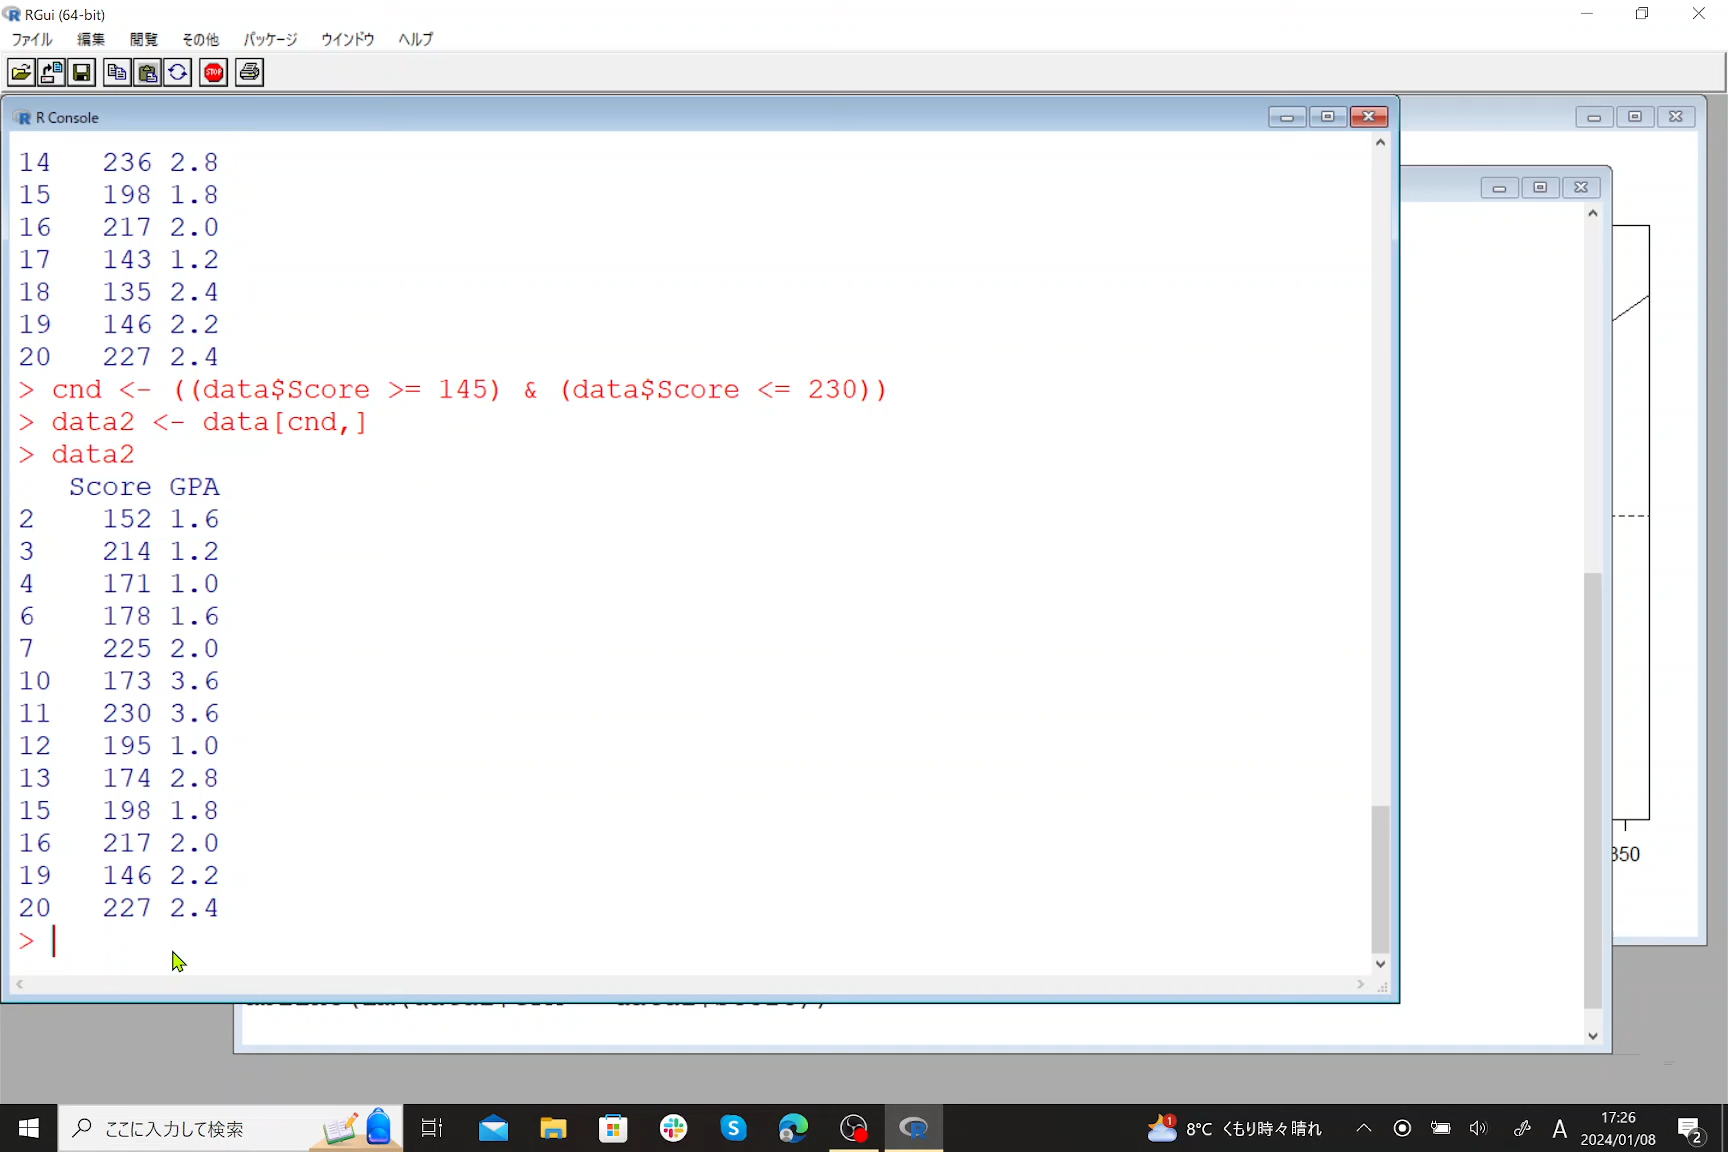 RGui (64-bit)
ファイル 編集 閲覧 その他 パッケージ ウインドウ ヘルプ
STOP
R Console
14 236 2.8
15 198 1.8
16 217 2.0
17 143 1.2
18 135 2.4
19 146 2.2
20 227 2.4
> cnd <- ((data$Score >= 145) & (data$Score <= 230))
> data2 <- data[cnd,]
> data2
Score GPA
2 152 1.6
3 214 1.2
4 171 1.0
6 178 1.6
7 225 2.0
10 173 3.6
11 230 3.6
12 195 1.0
13 174 2.8
15 198 1.8
16 217 2.0
19 146 2.2
20 227 2.4
>
350
ここに入力して検索
1
8°C くもり時々晴れ
A
17:26
2024/01/08
2